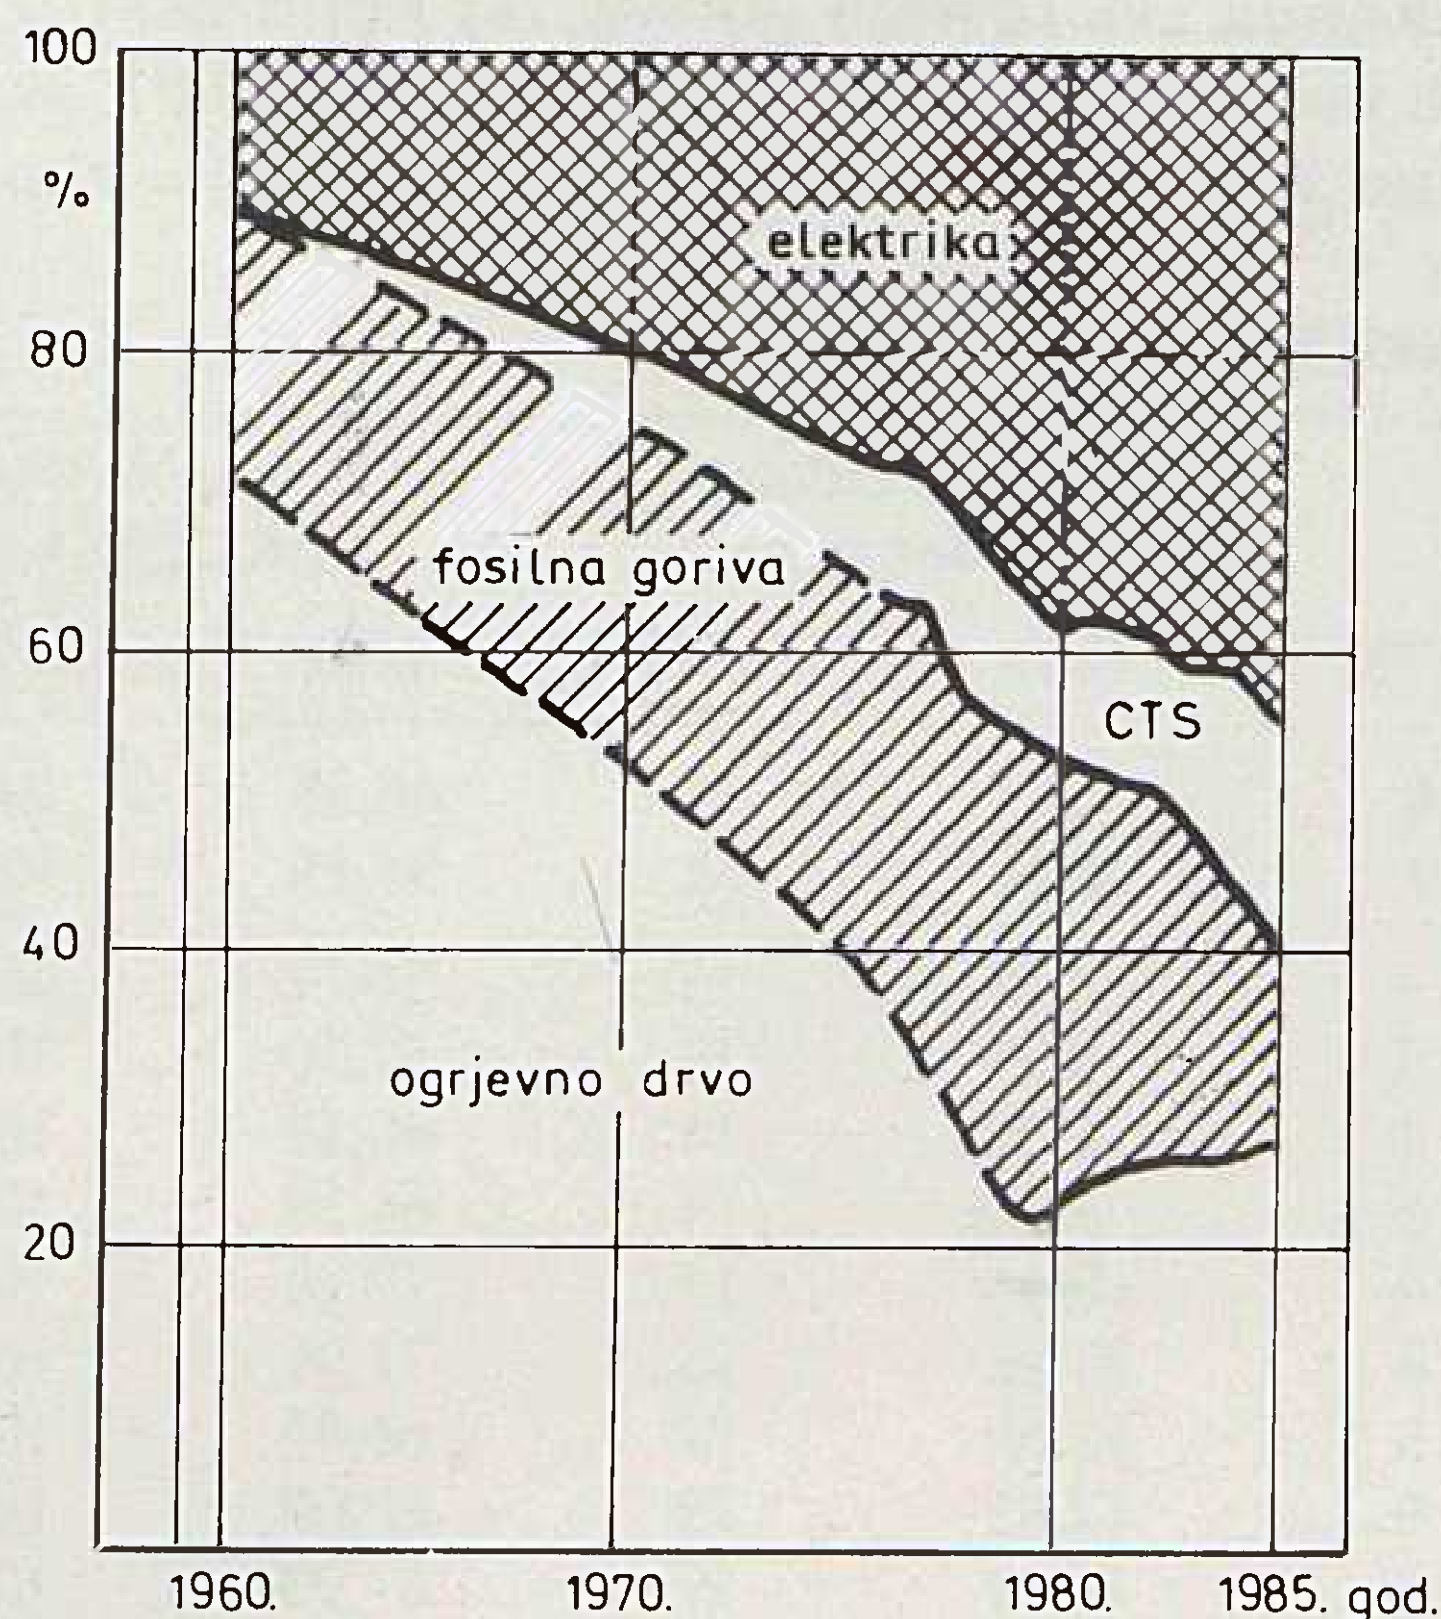 100
%
elektrika
80
fosilna goriva
60
CTS
40
ogrjevno drvo
20
1960. 1970. 1980. 1985. god.